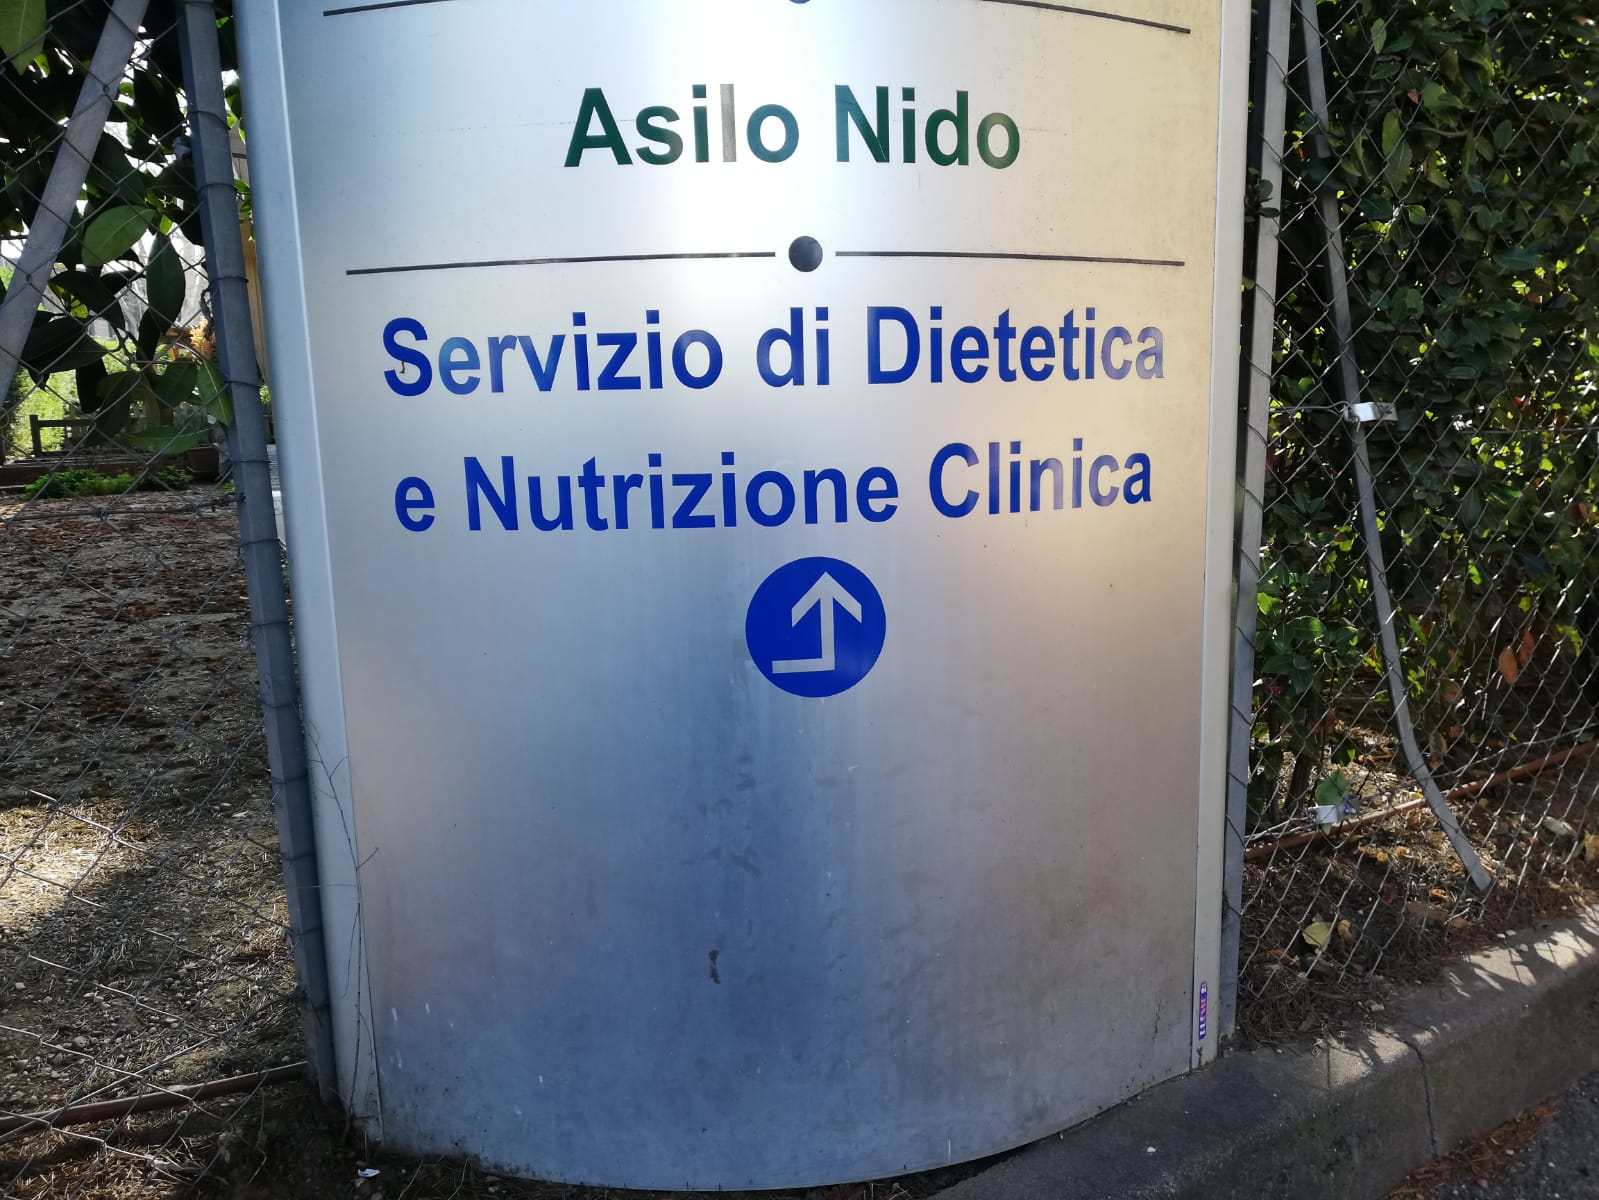 Asilo Nido
Servizio di Dietetica
e Nutrizione Clinica